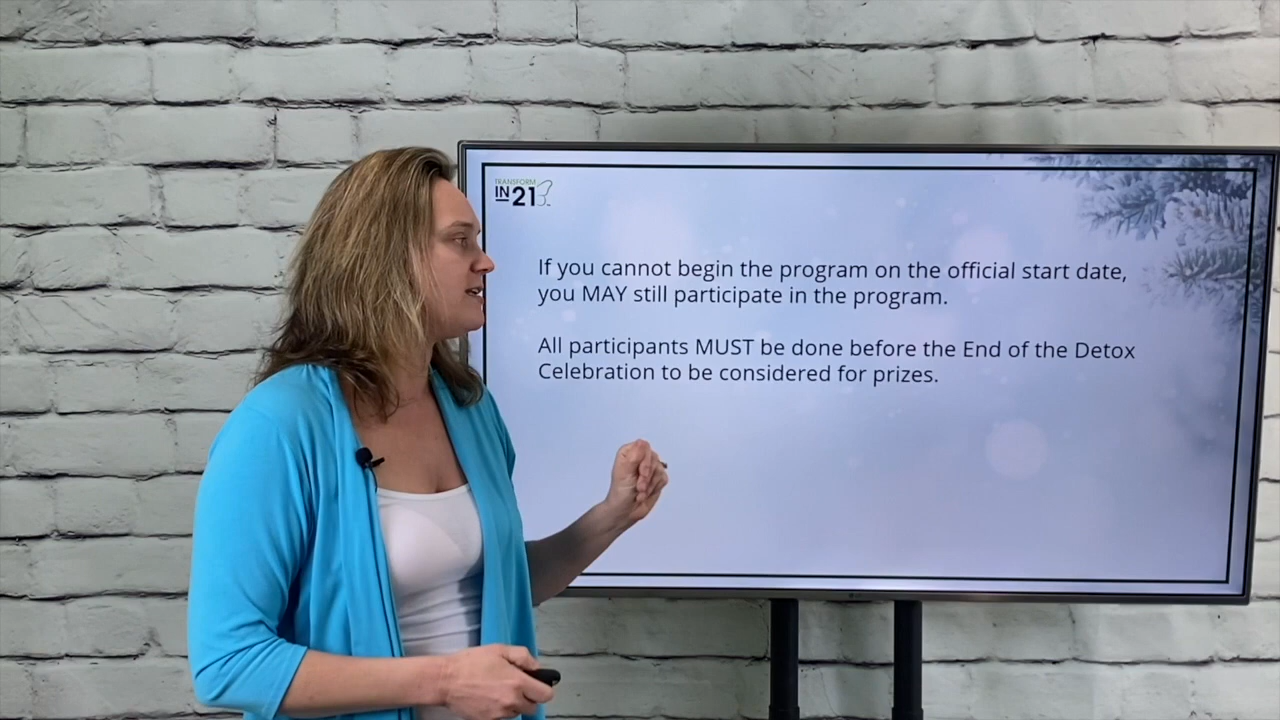 TRANSFORM
IN 21
If you cannot begin the program on the official start date,
you MAY still participate in the program.
All participants MUST be done before the End of the Detox
Celebration to be considered for prizes.